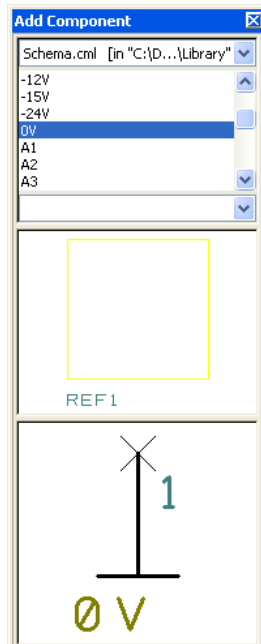 Add Component
Schema.cml [in "C:\D...\Library"
-12V
-15V
-24V
0V
A1
A2
A3
REF1
1
0 V